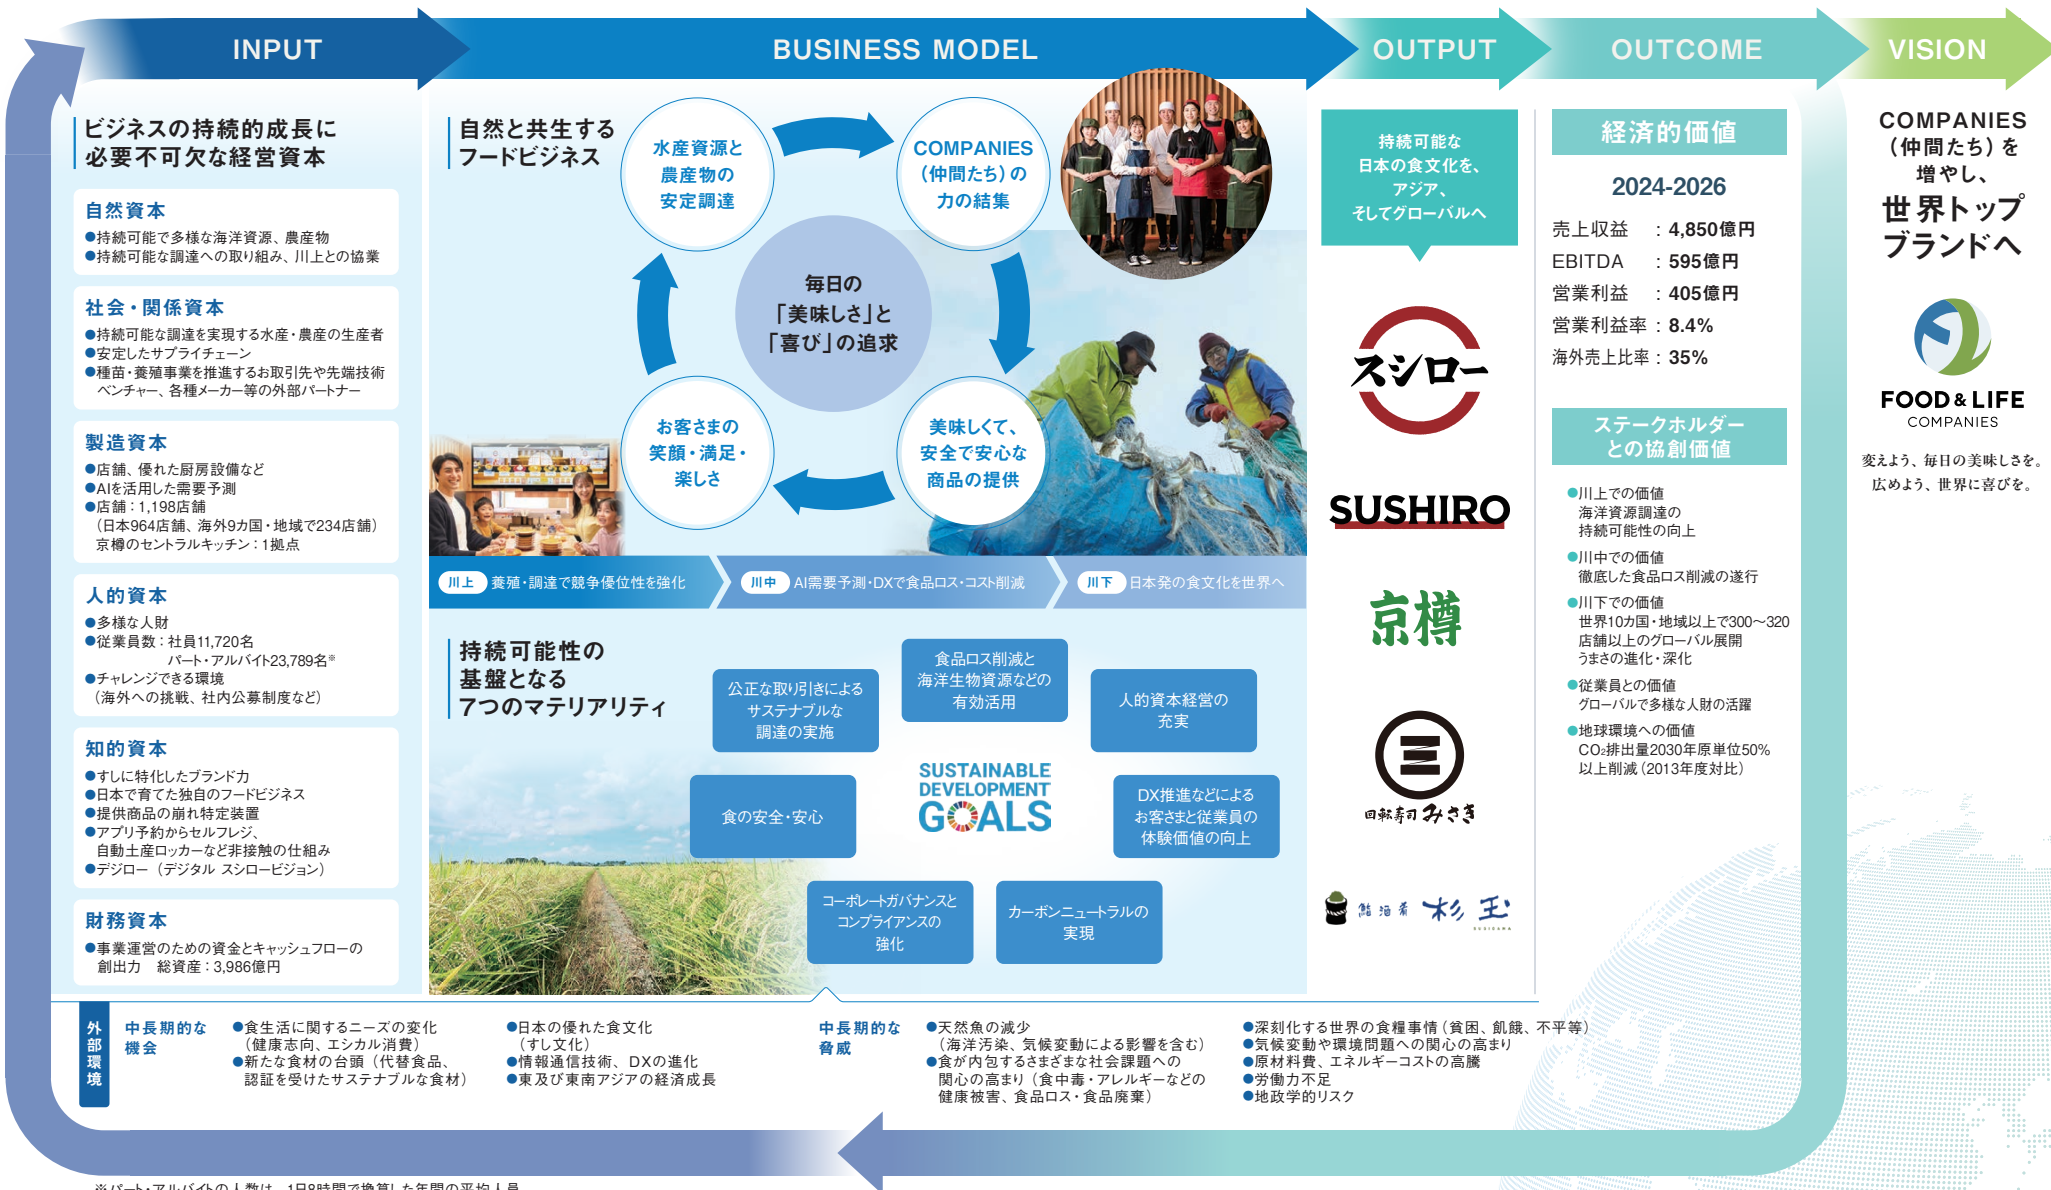 INPUT
BUSINESS MODEL
OUTPUT
OUTCOME
VISION
ビジネスの持続的成長に
必要不可欠な経営資本
自然資本
●持続可能で多様な海洋資源、農産物
●持続可能な調達への取り組み、川上との協業
社会・関係資本
●持続可能な調達を実現する水産・農産の生産者
●安定したサプライチェーン
●種苗・養殖事業を推進するお取引先や先端技術
ベンチャー、各種メーカー等の外部パートナー
製造資本
●店舗、優れた厨房設備など
●AIを活用した需要予測
●店舗：1,198店舗
（日本964店舗、海外9カ国・地域で234店舗）
京樽のセントラルキッチン：1拠点
人的資本
●多様な人財
●従業員数：社員11,720名
パート・アルバイト23,789名※
●チャレンジできる環境
（海外への挑戦、社内公募制度など）
知的資本
●すしに特化したブランド力
●日本で育てた独自のフードビジネス
●提供商品の崩れ特定装置
●アプリ予約からセルフレジ、
自動土産ロッカーなど非接触の仕組み
●デジロー（デジタル スシロービジョン）
財務資本
●事業運営のための資金とキャッシュフローの
創出力　総資産：3,986億円
自然と共生する
フードビジネス
水産資源と
農産物の
安定調達
COMPANIES
（仲間たち）の
力の結集
毎日の
「美味しさ」と
「喜び」の追求
お客さまの
笑顔・満足・
楽しさ
美味しくて、
安全で安心な
商品の提供
川上 養殖・調達で競争優位性を強化
川中 AI需要予測・DXで食品ロス・コスト削減
川下 日本発の食文化を世界へ
持続可能性の
基盤となる
7つのマテリアリティ
公正な取り引きによる
サステナブルな
調達の実施
食品ロス削減と
海洋生物資源などの
有効活用
人的資本経営の
充実
食の安全・安心
SUSTAINABLE
DEVELOPMENT
GOALS
DX推進などによる
お客さまと従業員の
体験価値の向上
コーポレートガバナンスと
コンプライアンスの
強化
カーボンニュートラルの
実現
持続可能な
日本の食文化を、
アジア、
そしてグローバルへ
スシロー
SUSHIRO
京樽
三
回転寿司 みさき
鮨 酒 肴 杉玉
経済的価値
2024-2026
売上収益：4,850億円
EBITDA：595億円
営業利益：405億円
営業利益率：8.4%
海外売上比率：35%
ステークホルダー
との協創価値
●川上での価値
海洋資源調達の
持続可能性の向上
●川中での価値
徹底した食品ロス削減の遂行
●川下での価値
世界10カ国・地域以上で300〜320
店舗以上のグローバル展開
うまさの進化・深化
●従業員との価値
グローバルで多様な人財の活躍
●地球環境への価値
CO₂排出量2030年原単位50%
以上削減（2013年度対比）
COMPANIES
（仲間たち）を
増やし、
世界トップ
ブランドへ
FOOD & LIFE
COMPANIES
変えよう、毎日の美味しさを。
広めよう、世界に喜びを。
外部環境
中長期的な
機会
●食生活に関するニーズの変化
（健康志向、エシカル消費）
●新たな食材の台頭（代替食品、
認証を受けたサステナブルな食材）
●日本の優れた食文化
（すし文化）
●情報通信技術、DXの進化
●東及び東南アジアの経済成長
中長期的な
脅威
●天然魚の減少
（海洋汚染、気候変動による影響を含む）
●食が内包するさまざまな社会課題への
関心の高まり（食中毒・アレルギーなどの
健康被害、食品ロス・食品廃棄）
●深刻化する世界の食糧事情（貧困、飢餓、不平等）
●気候変動や環境問題への関心の高まり
●原材料費、エネルギーコストの高騰
●労働力不足
●地政学的リスク
※パート・アルバイトの人数は、1日8時間で換算した年間の平均人員